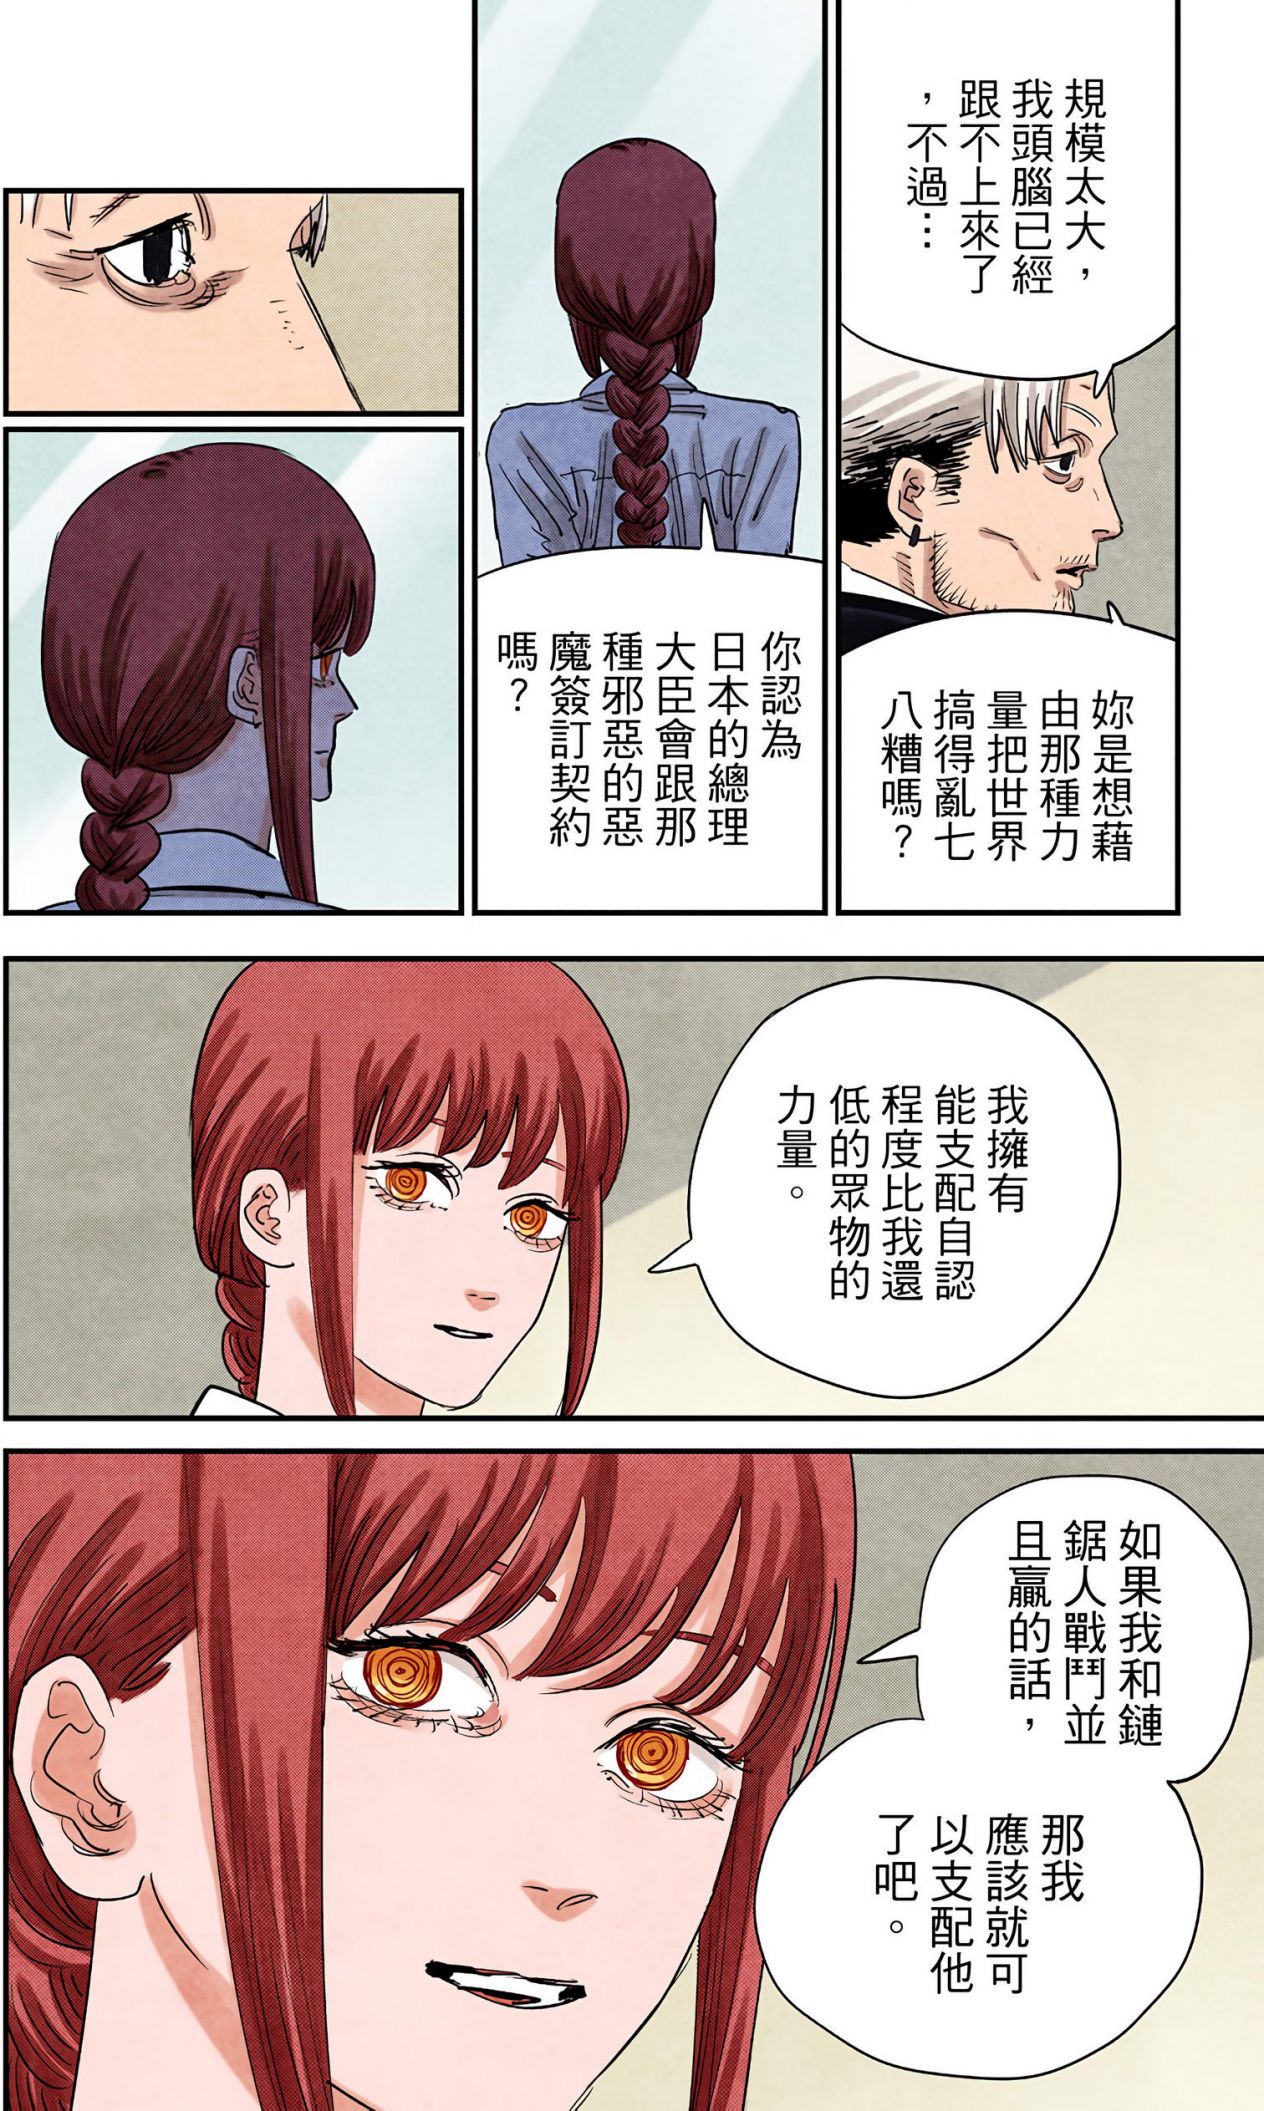 規模太大，
我頭腦已經
跟不上來了
，不過⋯
妳是想藉
由那種力
量把世界
搞得亂七
八糟嗎？
你認為
日本的總理
大臣會跟那
種邪惡的惡
魔簽訂契約
嗎？
我擁有
能支配自認
程度比我還
低的眾物的
力量。
如果我和鏈
鋸人戰鬥並
且贏的話，
那我
應該就可
以支配他
了吧。